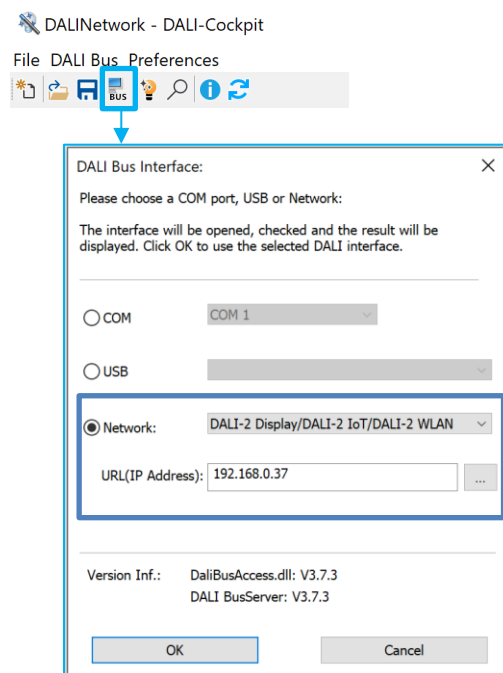 DALINetwork - DALI-Cockpit
File DALI Bus Preferences
BUS
DALI Bus Interface:
Please choose a COM port, USB or Network:
The interface will be opened, checked and the result will be
displayed. Click OK to use the selected DALI interface.
COM COM 1
USB
Network: DALI-2 Display/DALI-2 IoT/DALI-2 WLAN
URL(IP Address): 192.168.0.37 ...
Version Inf.: DaliBusAccess.dll: V3.7.3
DALI BusServer: V3.7.3
OK Cancel